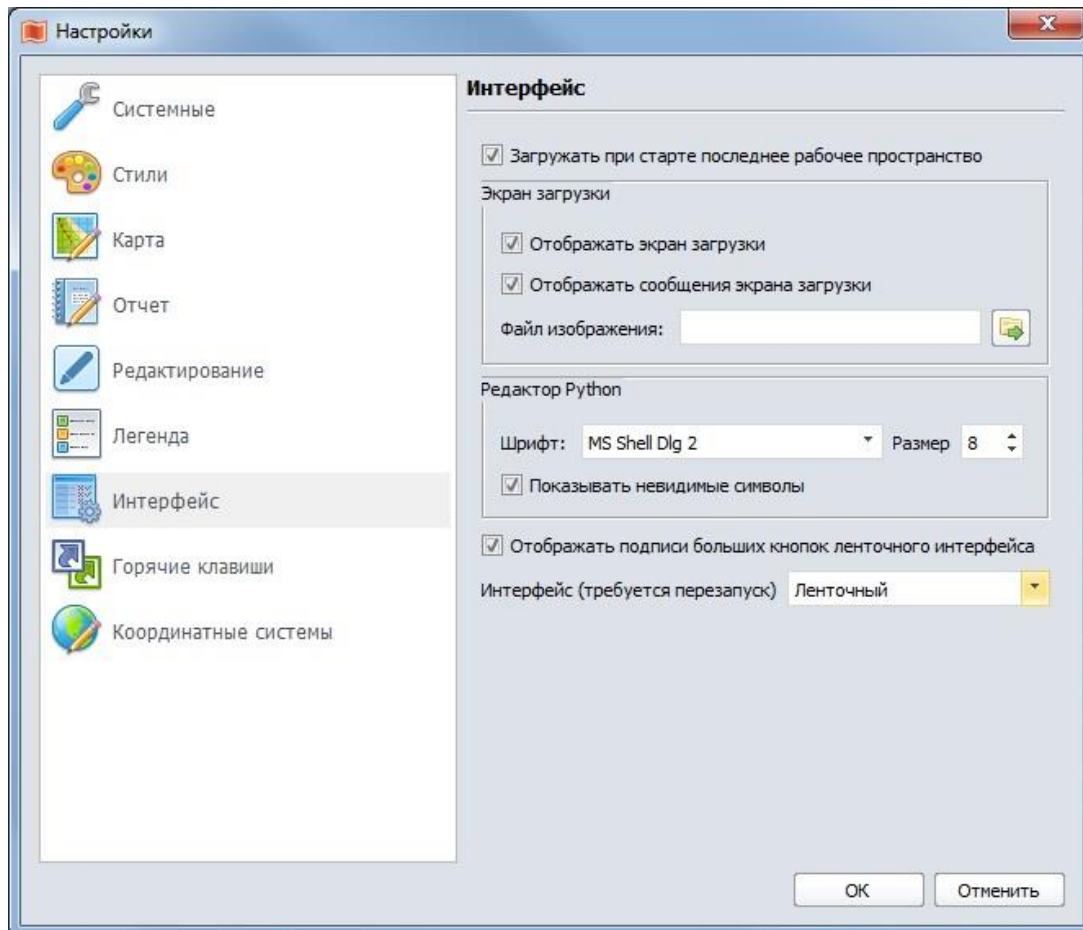 Настройки
Системные
Стили
Карта
Отчет
Редактирование
Легенда
Интерфейс
Горячие клавиши
Координатные системы
Интерфейс
Загружать при старте последнее рабочее пространство
Экран загрузки
Отображать экран загрузки
Отображать сообщения экрана загрузки
Файл изображения:
Редактор Python
Шрифт: MS Shell Dlg 2 Размер 8
Показывать невидимые символы
Отображать подписи больших кнопок ленточного интерфейса
Интерфейс (требуется перезапуск) Ленточный
ОК Отменить